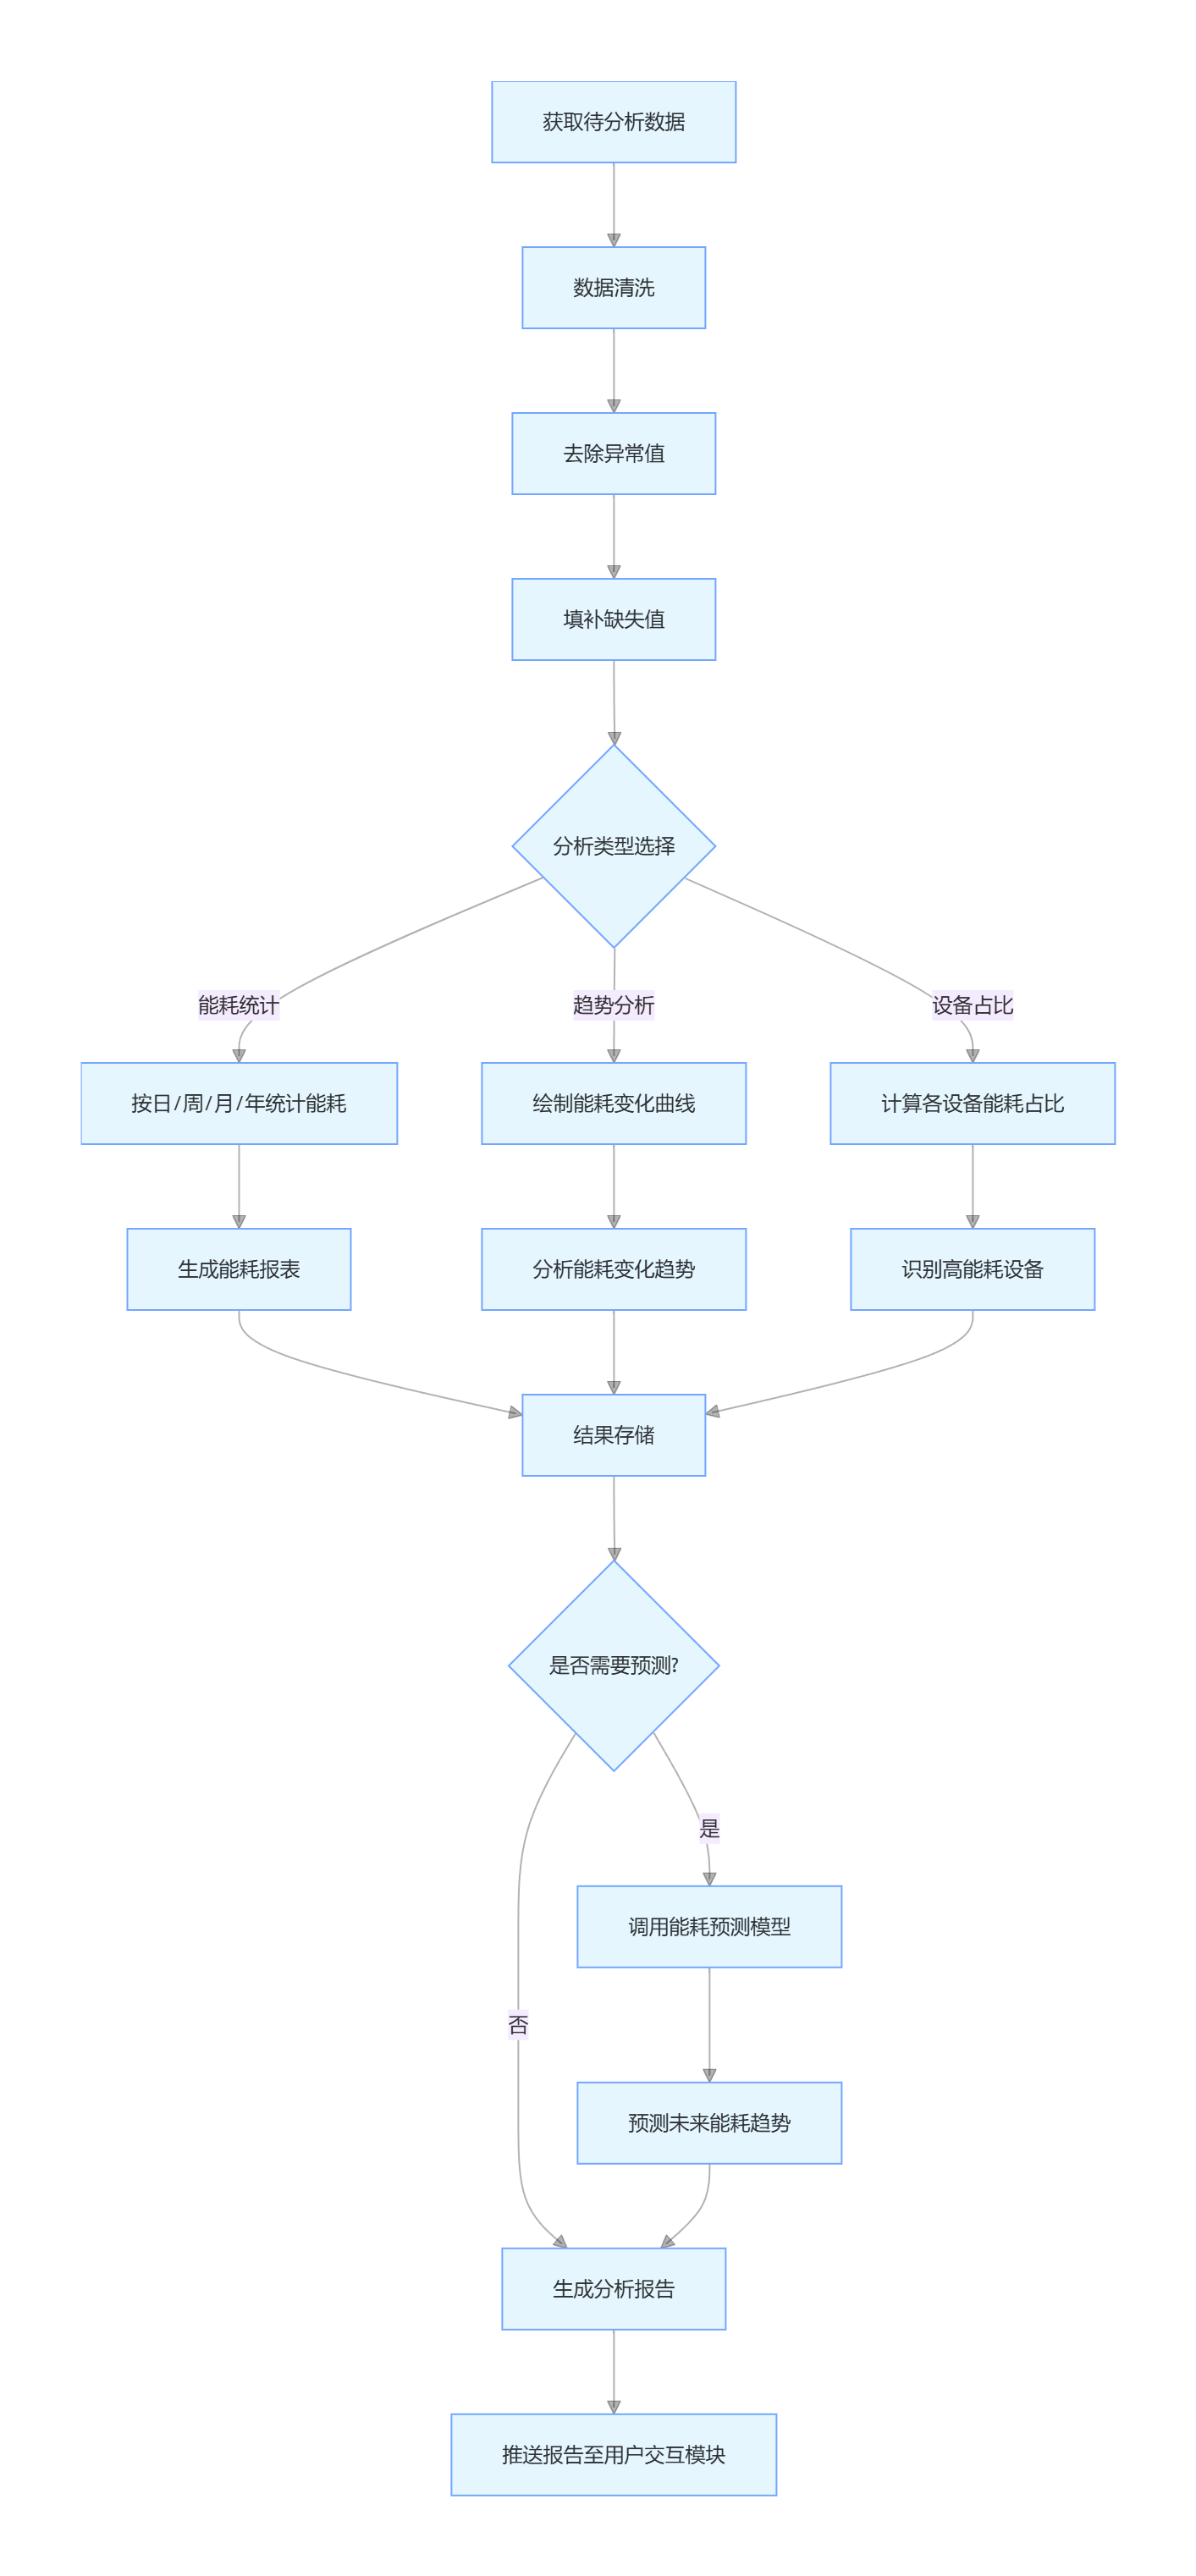 获取待分析数据
数据清洗
去除异常值
填补缺失值
分析类型选择
能耗统计
趋势分析
设备占比
按日/周/月/年统计能耗
绘制能耗变化曲线
计算各设备能耗占比
生成能耗报表
分析能耗变化趋势
识别高能耗设备
结果存储
是否需要预测?
是
调用能耗预测模型
否
预测未来能耗趋势
生成分析报告
推送报告至用户交互模块